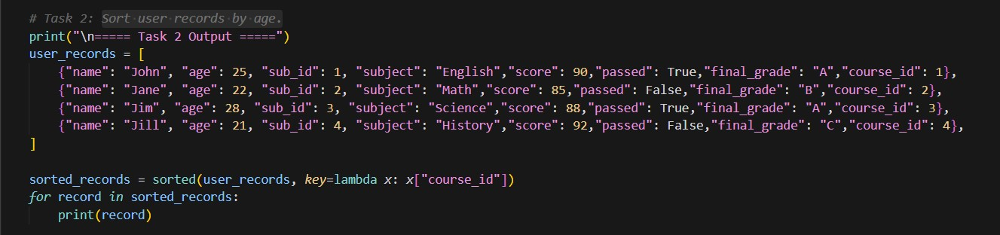 # Task 2: Sort user records by age.
print("\n===== Task 2 Output =====")
user_records = [
    {"name": "John", "age": 25, "sub_id": 1, "subject": "English","score": 90,"passed": True,"final_grade": "A","course_id": 1},
    {"name": "Jane", "age": 22, "sub_id": 2, "subject": "Math","score": 85,"passed": False,"final_grade": "B","course_id": 2},
    {"name": "Jim", "age": 28, "sub_id": 3, "subject": "Science","score": 88,"passed": True,"final_grade": "A","course_id": 3},
    {"name": "Jill", "age": 21, "sub_id": 4, "subject": "History","score": 92,"passed": False,"final_grade": "C","course_id": 4},
]
sorted_records = sorted(user_records, key=lambda x: x["course_id"])
for record in sorted_records:
    print(record)